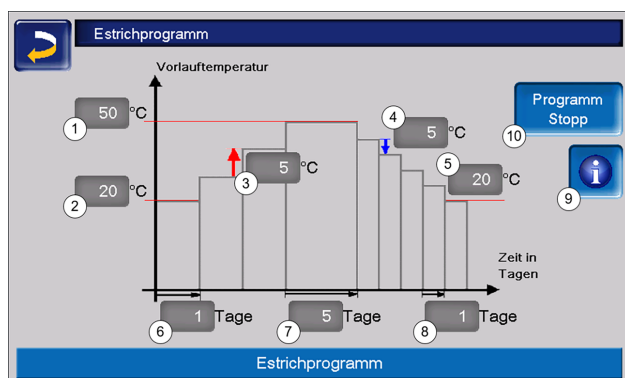 Estrichprogramm
Vorlauftemperatur
1 50 °C
4 5 °C
Programm
Stopp
10
2 20 °C
3 5 °C
5 20 °C
i
9
Zeit in
Tagen
6 1 Tage
7 5 Tage
8 1 Tage
Estrichprogramm